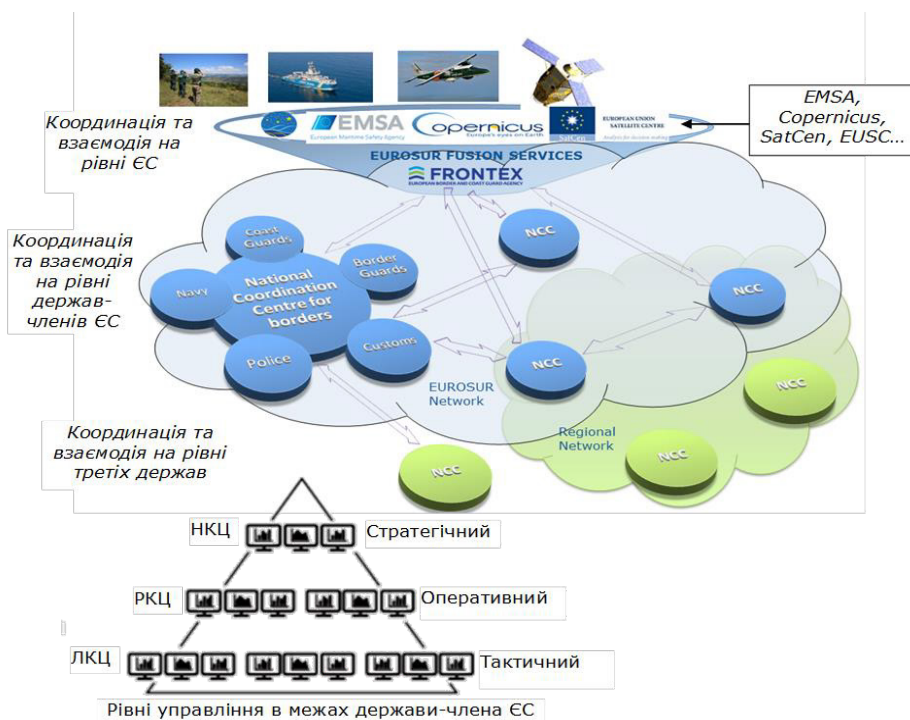 Координація та
взаємодія на
рівні ЄС
EMSA
European Maritime Safety Agency
Copernicus
Europe's eyes on Earth
EUROPEAN UNION
SATELLITE CENTRE
EUROSUR FUSION SERVICES
FRONTEX
EUROPEAN BORDER AND COAST GUARD AGENCY
EMSA,
Copernicus,
SatCen, EUSC...
Координація
та взаємодія
на рівні
держав-
членів ЄС
Coast
Guards
Navy
National
Coordination
Centre for
borders
Border
Guards
Police
Customs
NCC
NCC
NCC
EUROSUR
Network
NCC
Regional
Network
NCC
NCC
Координація та
взаємодія на рівні
третіх держав
НКЦ
Стратегічний
РКЦ
Оперативний
ЛКЦ
Тактичний
Рівні управління в межах держави-члена ЄС